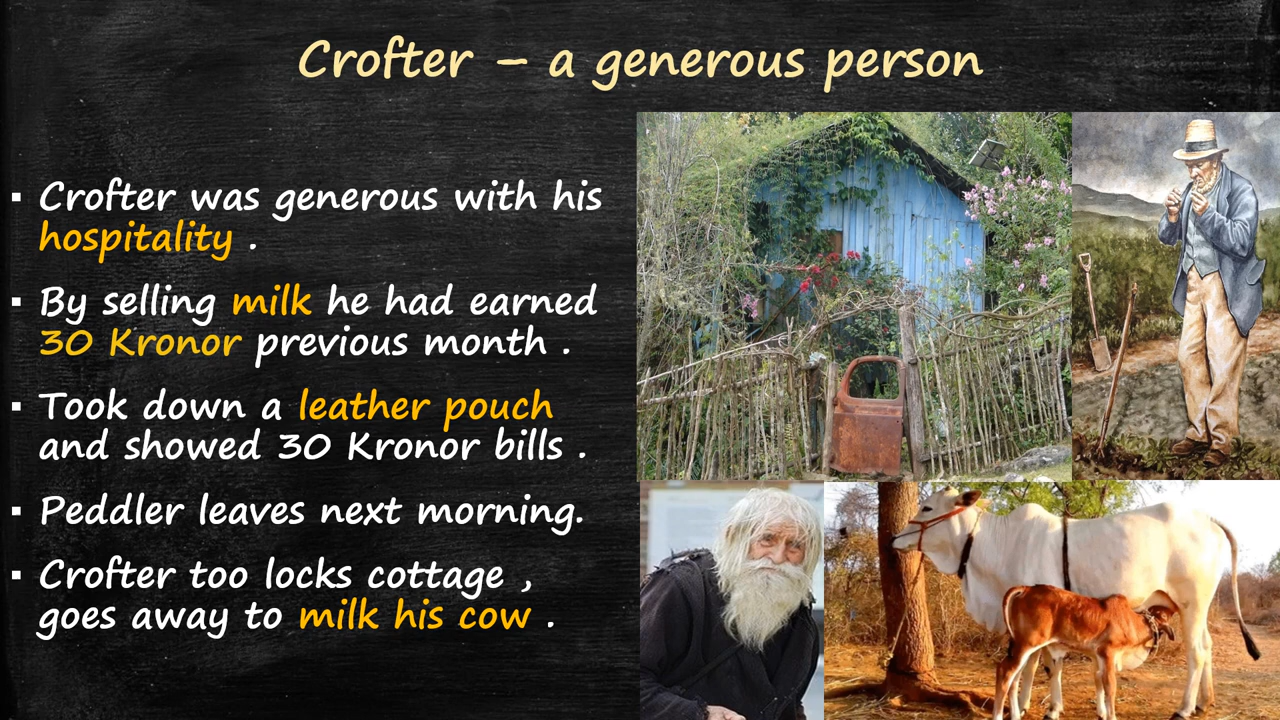 Crofter – a generous person
▪ Crofter was generous with his
hospitality .
▪ By selling milk he had earned
30 Kronor previous month .
▪ Took down a leather pouch
and showed 30 Kronor bills .
▪ Peddler leaves next morning.
▪ Crofter too locks cottage ,
goes away to milk his cow .